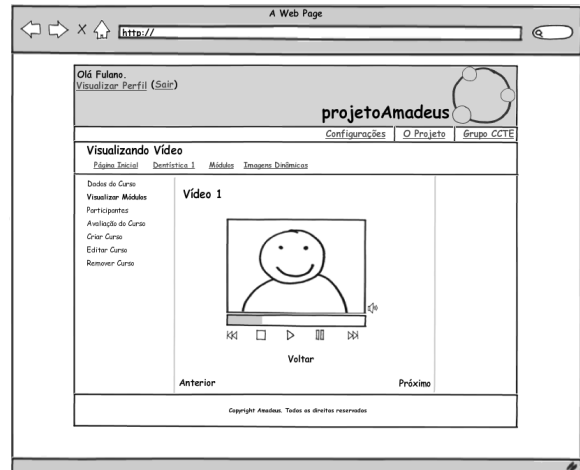 A Web Page
http://
Olá Fulano.
Visualizar Perfil (Sair)
projetoAmadeus
Configurações O Projeto Grupo CCTE
Visualizando Vídeo
Página Inicial Dentística 1 Módulos Imagens Dinâmicas
Dados do Curso
Visualizar Módulos
Participantes
Avaliação do Curso
Criar Curso
Editar Curso
Remover Curso
Vídeo 1
Voltar
Anterior Próximo
Copyright Amadeus. Todos os direitos reservados